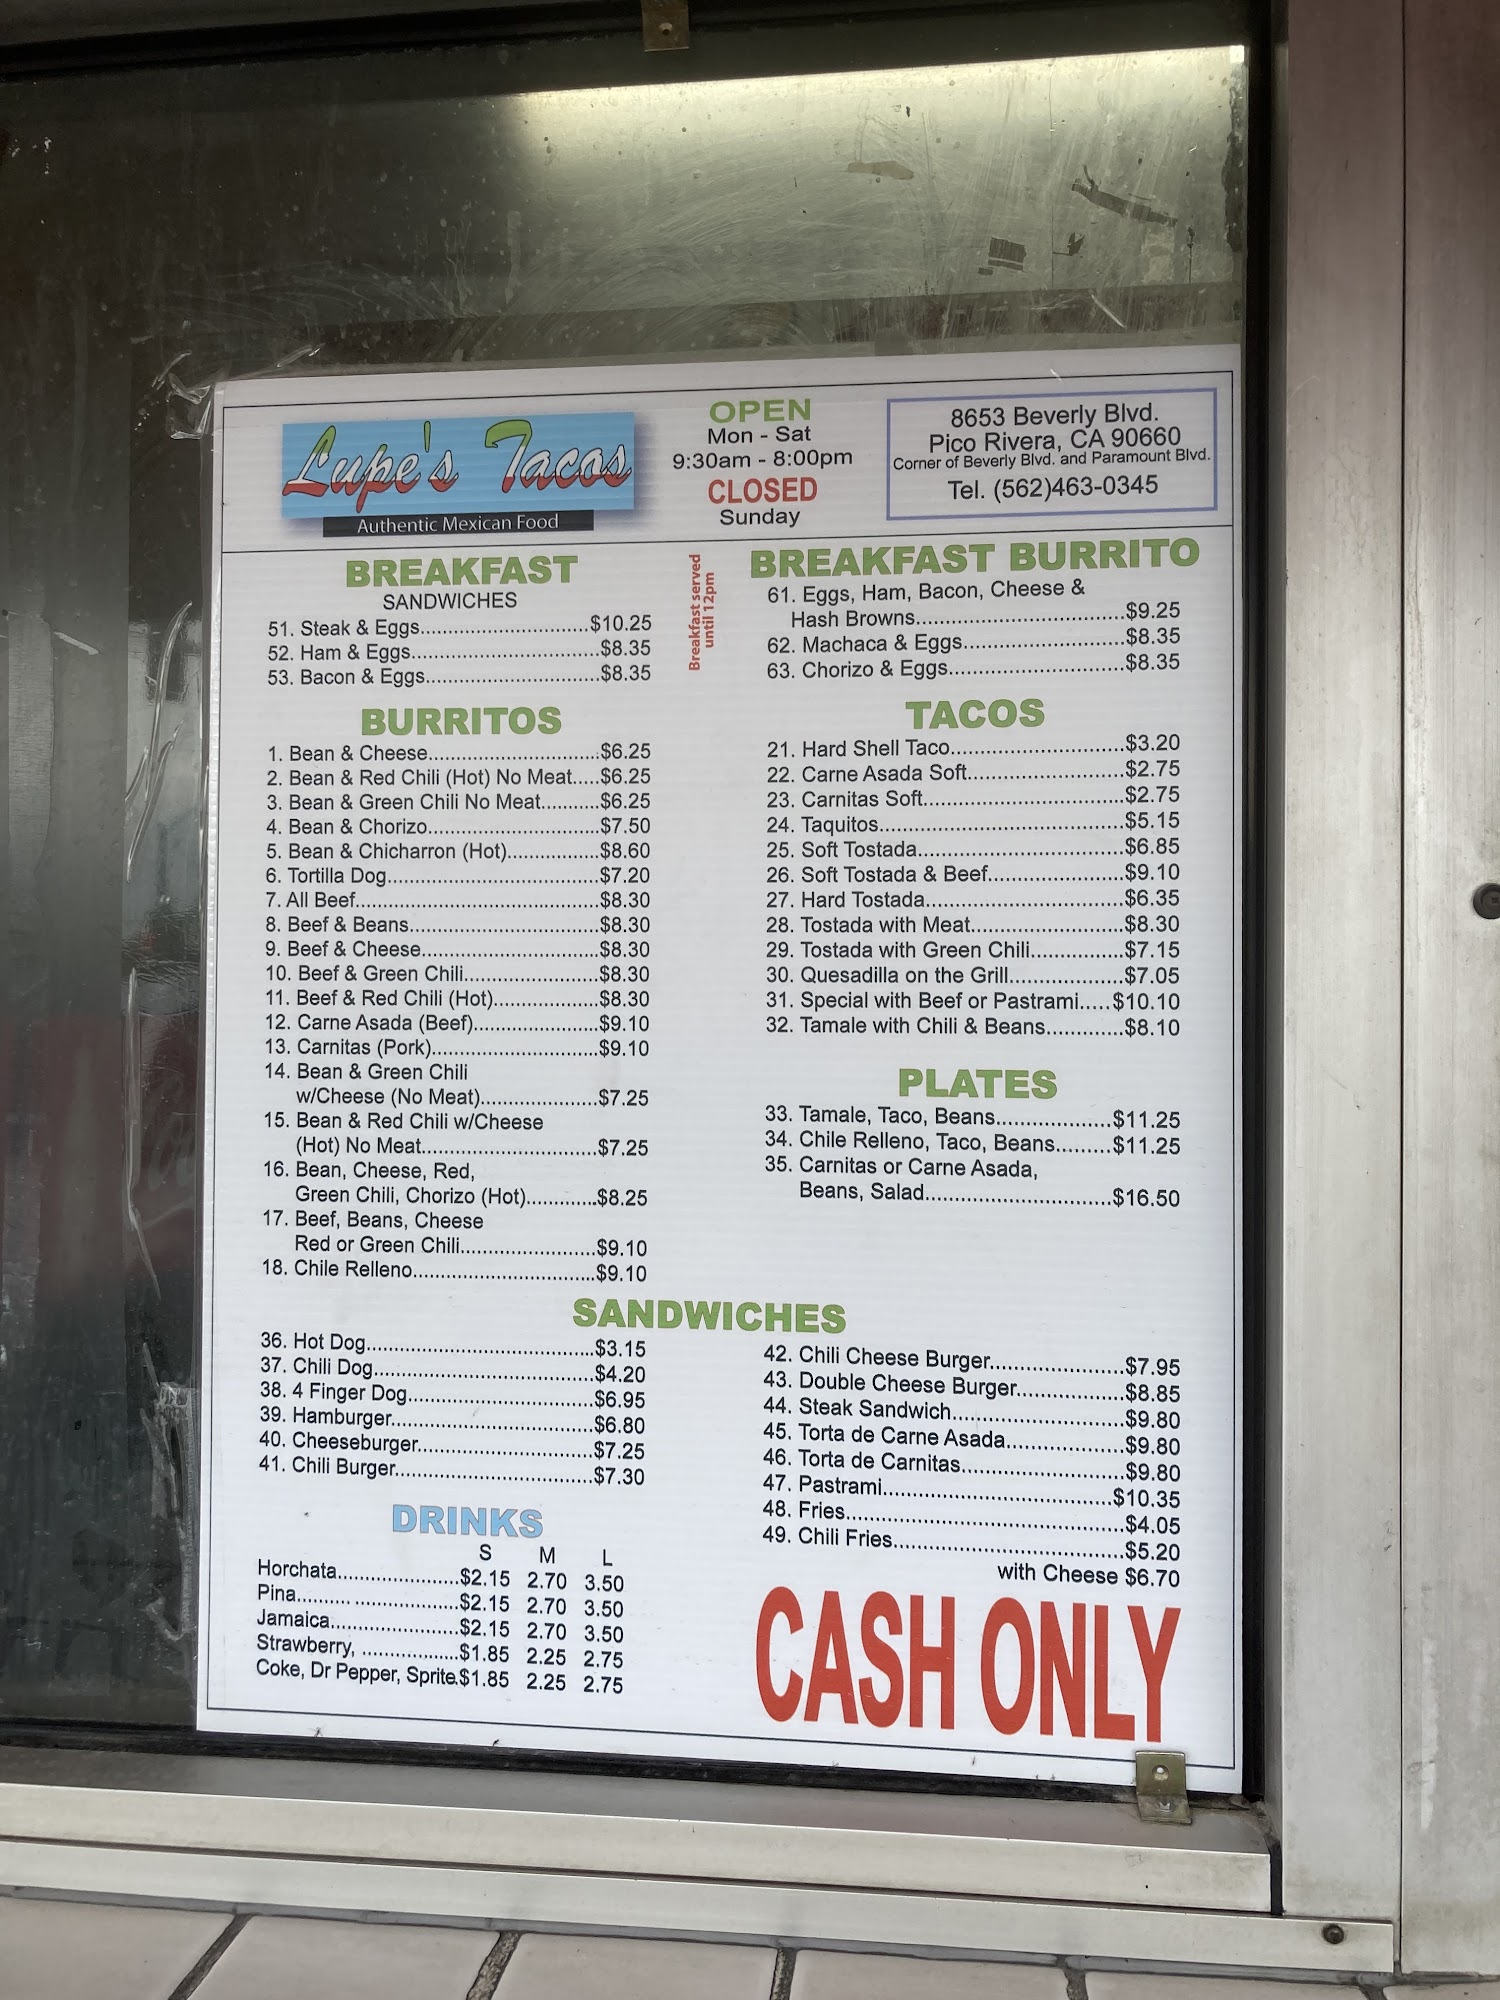 Lupe's Tacos
Authentic Mexican Food
OPEN
Mon - Sat
9:30am - 8:00pm
CLOSED
Sunday
8653 Beverly Blvd.
Pico Rivera, CA 90660
Corner of Beverly Blvd. and Paramount Blvd.
Tel. (562)463-0345
BREAKFAST
SANDWICHES
51. Steak & Eggs............................$10.25
52. Ham & Eggs...............................$8.35
53. Bacon & Eggs.............................$8.35
Breakfast served
until 12pm
BREAKFAST BURRITO
61. Eggs, Ham, Bacon, Cheese &
Hash Browns...................................$9.25
62. Machaca & Eggs...........................$8.35
63. Chorizo & Eggs.............................$8.35
BURRITOS
1. Bean & Cheese............................$6.25
2. Bean & Red Chili (Hot) No Meat.....$6.25
3. Bean & Green Chili No Meat..........$6.25
4. Bean & Chorizo............................$7.50
5. Bean & Chicharron (Hot)...............$8.60
6. Tortilla Dog...................................$7.20
7. All Beef........................................$8.30
8. Beef & Beans...............................$8.30
9. Beef & Cheese.............................$8.30
10. Beef & Green Chili......................$8.30
11. Beef & Red Chili (Hot).................$8.30
12. Carne Asada (Beef).....................$9.10
13. Carnitas (Pork)............................$9.10
14. Bean & Green Chili
w/Cheese (No Meat).......................$7.25
15. Bean & Red Chili w/Cheese
(Hot) No Meat.................................$7.25
16. Bean, Cheese, Red,
Green Chili, Chorizo (Hot)............$8.25
17. Beef, Beans, Cheese
Red or Green Chili.......................$9.10
18. Chile Relleno..............................$9.10
TACOS
21. Hard Shell Taco............................$3.20
22. Carne Asada Soft..........................$2.75
23. Carnitas Soft.................................$2.75
24. Taquitos........................................$5.15
25. Soft Tostada..................................$6.85
26. Soft Tostada & Beef......................$9.10
27. Hard Tostada................................$6.35
28. Tostada with Meat.........................$8.30
29. Tostada with Green Chili...............$7.15
30. Quesadilla on the Grill...................$7.05
31. Special with Beef or Pastrami.....$10.10
32. Tamale with Chili & Beans.............$8.10
PLATES
33. Tamale, Taco, Beans...................$11.25
34. Chile Relleno, Taco, Beans.........$11.25
35. Carnitas or Carne Asada,
Beans, Salad..............................$16.50
SANDWICHES
36. Hot Dog.....................................$3.15
37. Chili Dog....................................$4.20
38. 4 Finger Dog..............................$6.95
39. Hamburger.................................$6.80
40. Cheeseburger............................$7.25
41. Chili Burger................................$7.30
42. Chili Cheese Burger......................$7.95
43. Double Cheese Burger..................$8.85
44. Steak Sandwich............................$9.80
45. Torta de Carne Asada...................$9.80
46. Torta de Carnitas..........................$9.80
47. Pastrami.....................................$10.35
48. Fries.............................................$4.05
49. Chili Fries.....................................$5.20
with Cheese $6.70
DRINKS
S M L
Horchata......................$2.15 2.70 3.50
Pina.......... .................$2.15 2.70 3.50
Jamaica.....................$2.15 2.70 3.50
Strawberry, ..................$1.85 2.25 2.75
Coke, Dr Pepper, Sprite.$1.85 2.25 2.75
CASH ONLY